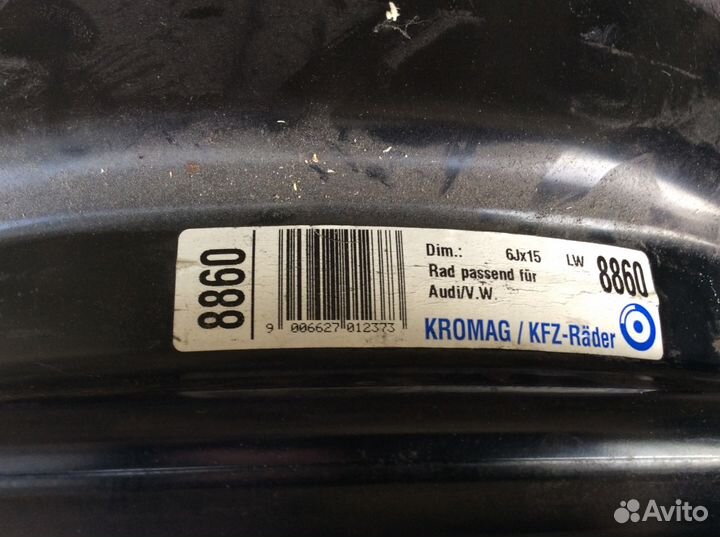 8860
9 006627 012373
Dim.: 6Jx15 LW 8860
Rad passend für
Audi/V.W.
KROMAG / KFZ-Räder
Avito